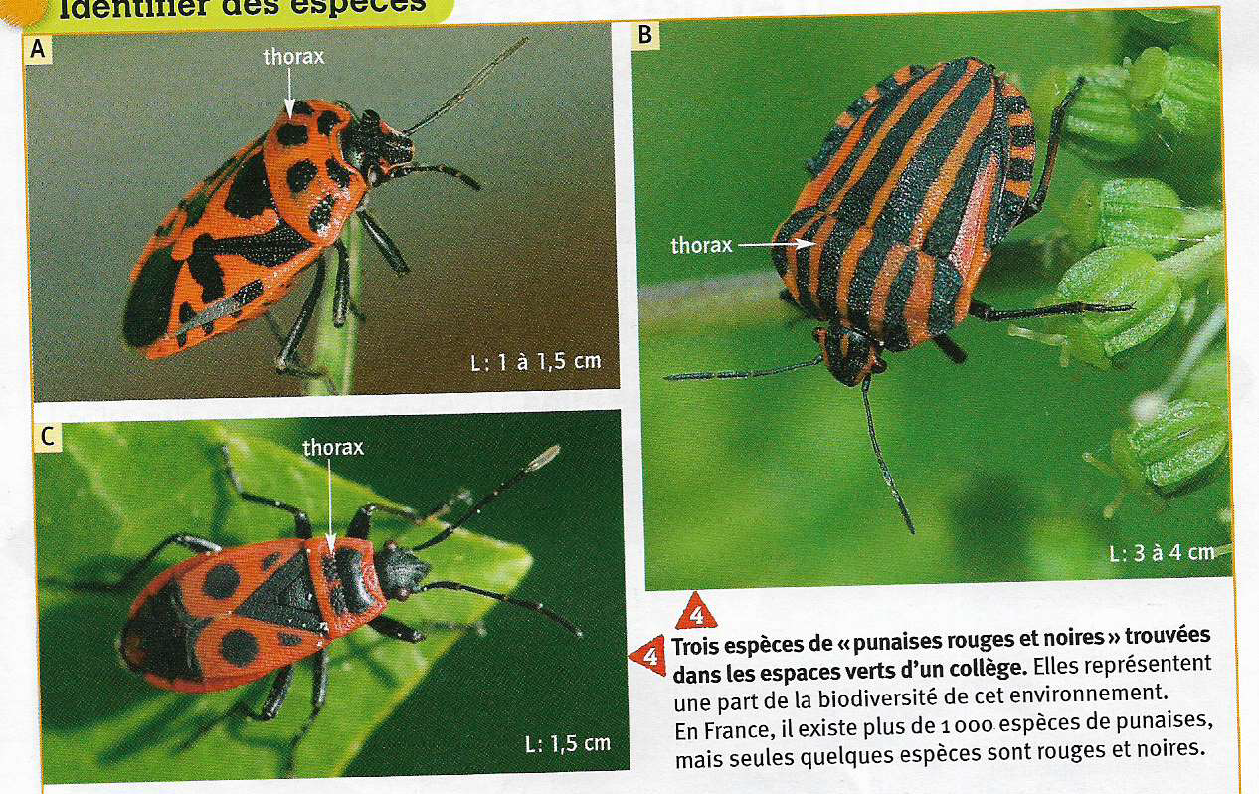 Identifier des espèces
A
thorax
L: 1 à 1,5 cm
B
thorax
L: 3 à 4 cm
C
thorax
L: 1,5 cm
4
4
Trois espèces de « punaises rouges et noires » trouvées
dans les espaces verts d'un collège. Elles représentent
une part de la biodiversité de cet environnement.
En France, il existe plus de 1 000 espèces de punaises,
mais seules quelques espèces sont rouges et noires.